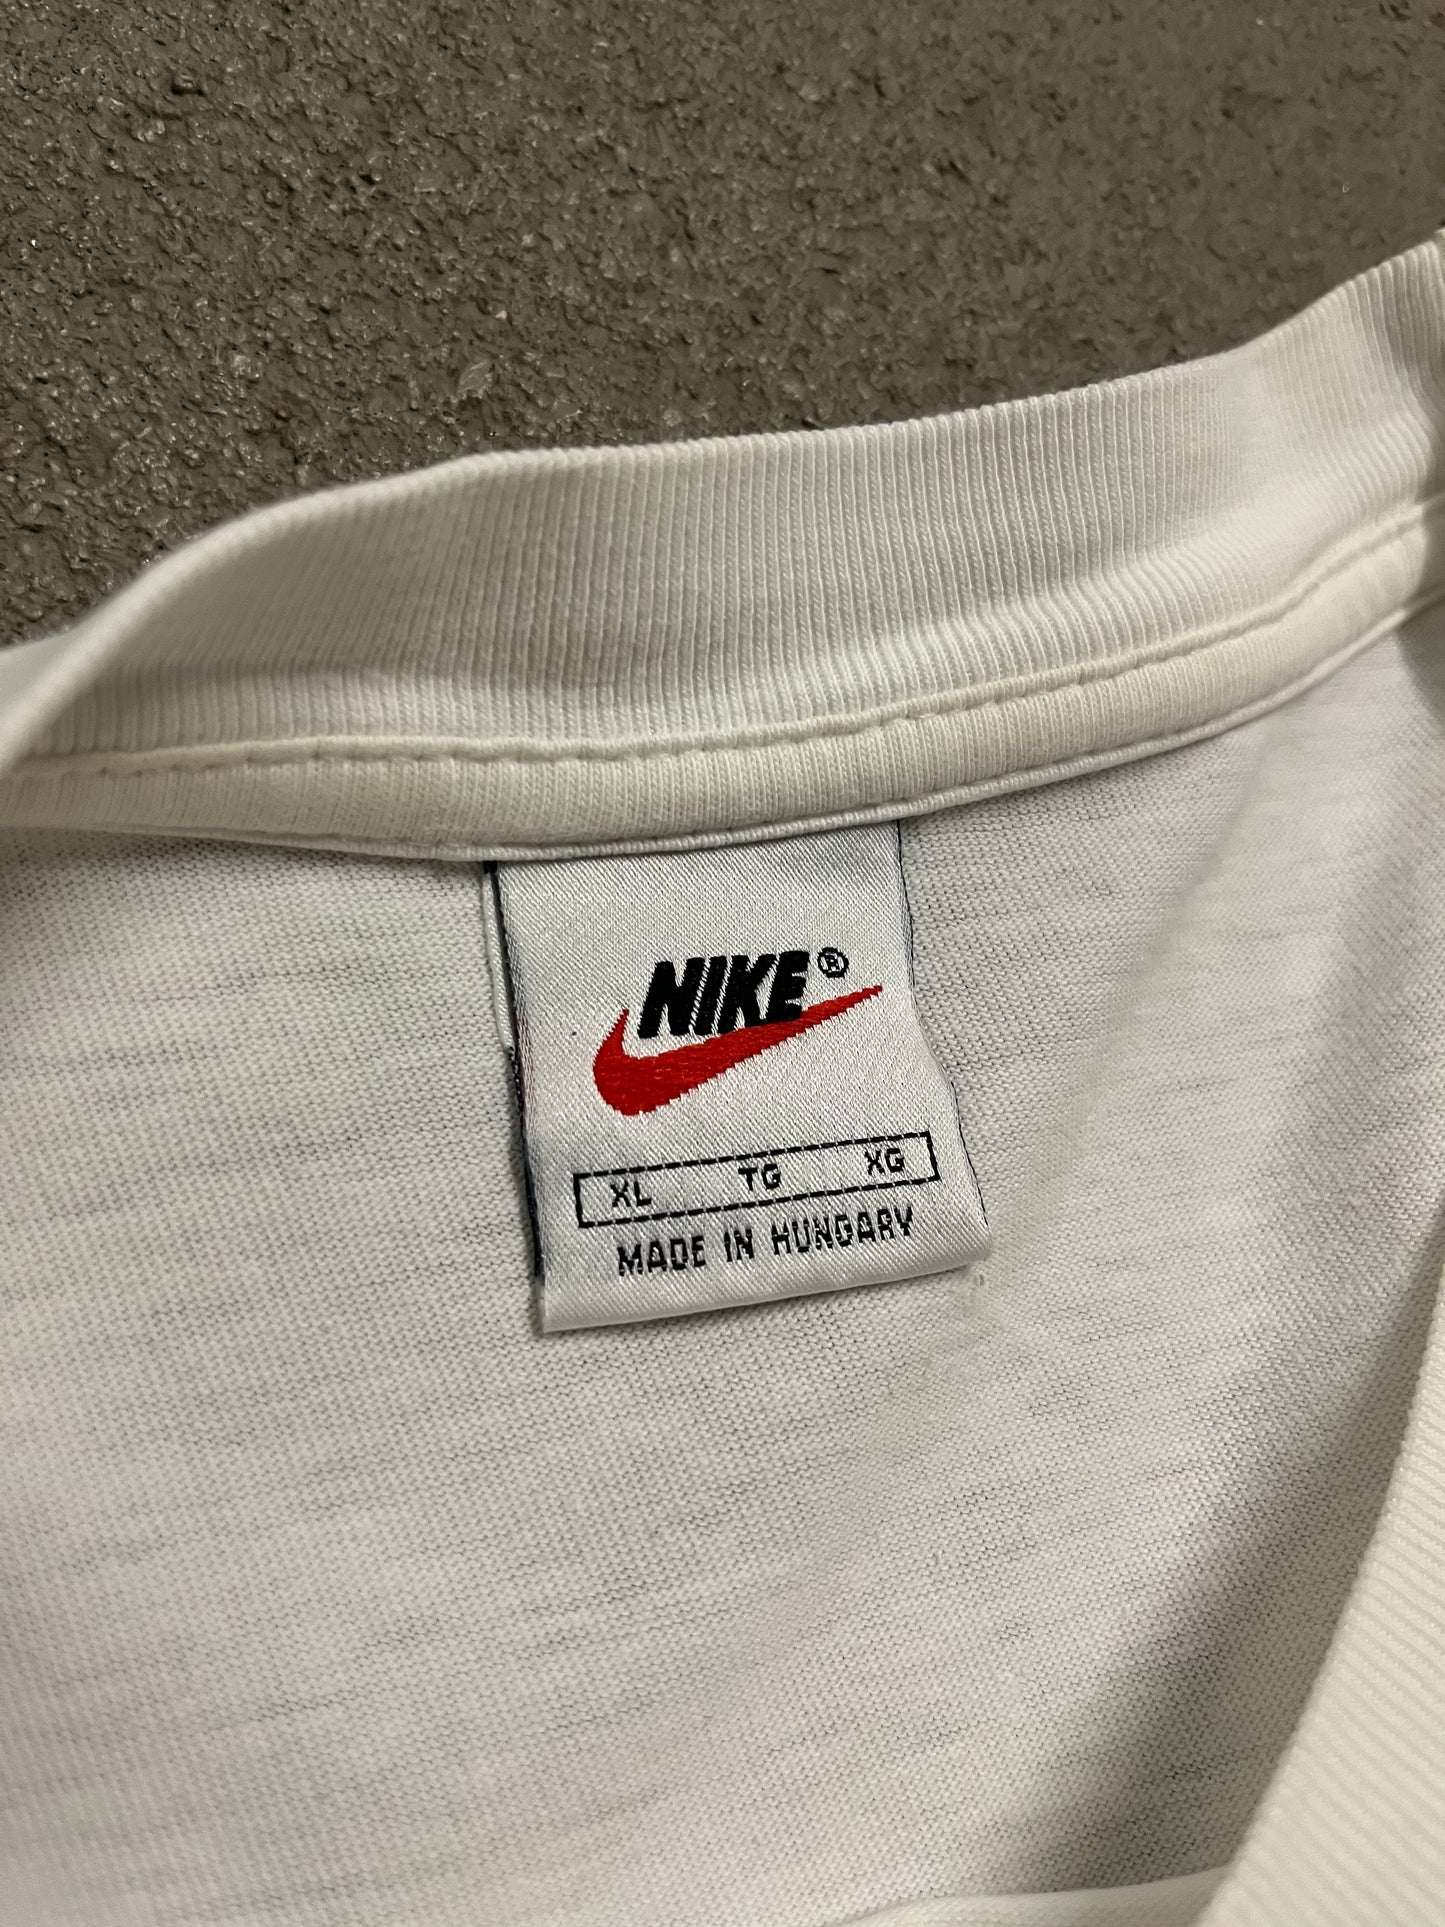 NIKE®
XL TG XG
MADE IN HUNGARY